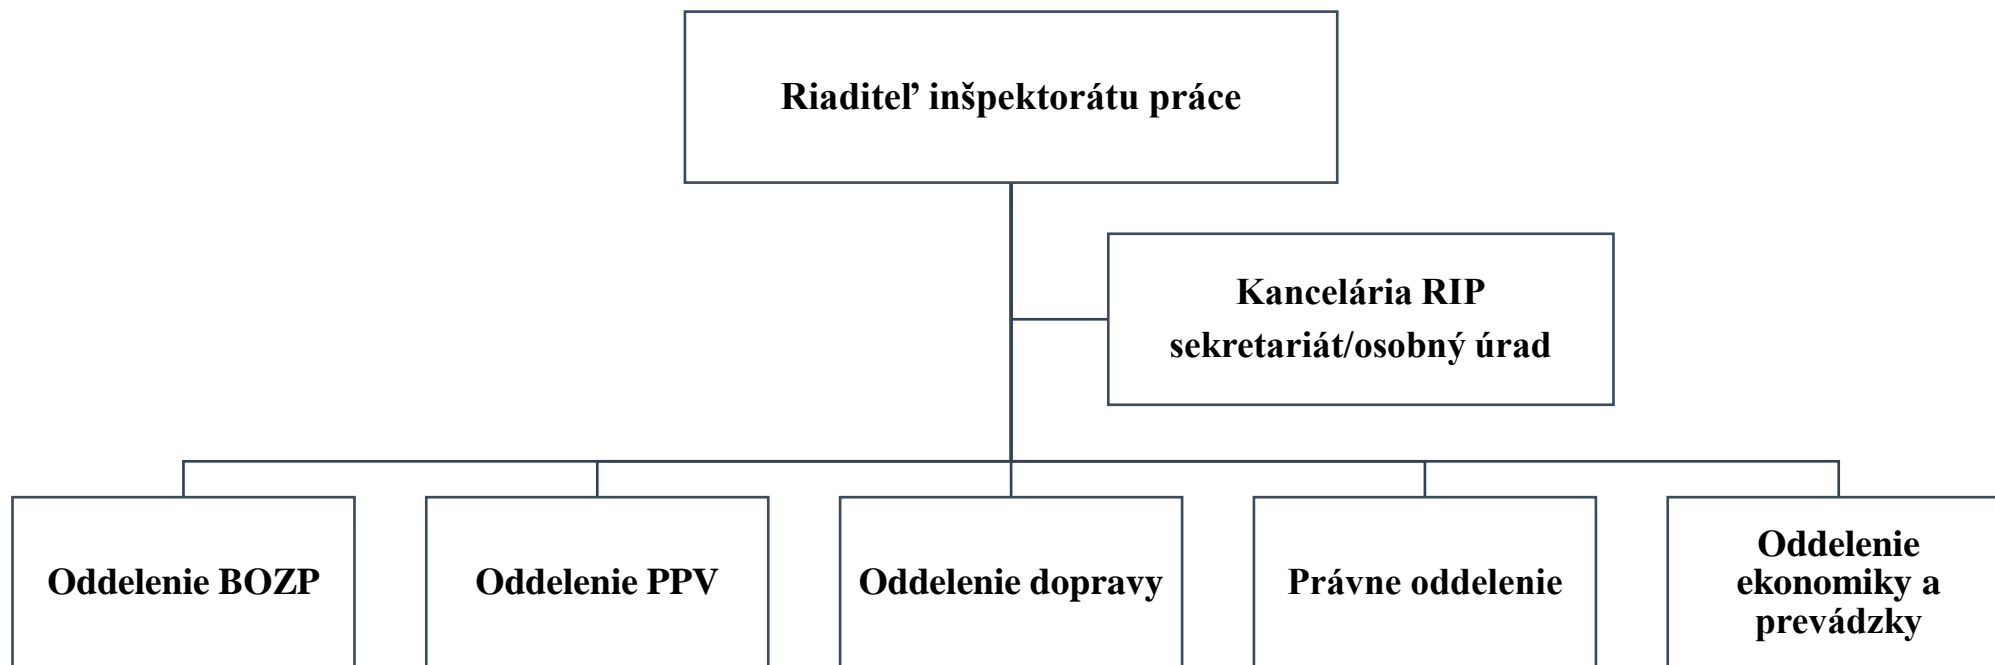 Riaditeľ inšpektorátu práce
Kancelária RIP
sekretariát/osobný úrad
Oddelenie BOZP
Oddelenie PPV
Oddelenie dopravy
Právne oddelenie
Oddelenie
ekonomiky a
prevádzky